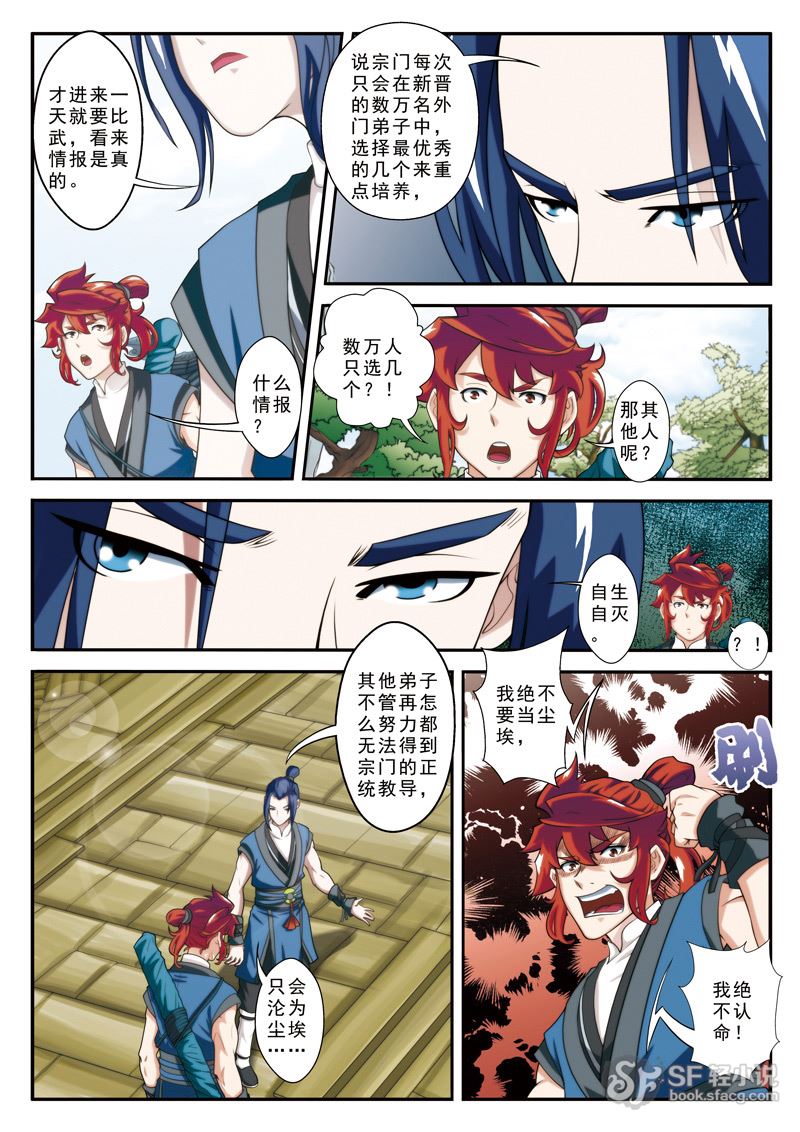 才进来一
天就要比
武，看来
情报是真
的。
什么
情报？
说宗门每次
只会在新晋
的数万名外
门弟子中，
选择最优秀
的几个来重
点培养，
数万人
只选几
个？！
那其
他人
呢？
自生
自灭
。
？！
其他弟子
不管再怎
么努力都
无法得到
宗门的正
统教导，
只会
沦为
尘埃
……
我绝不
要当尘
埃，
刷
我绝
不认
命！
SF轻小说
book.sfacg.com